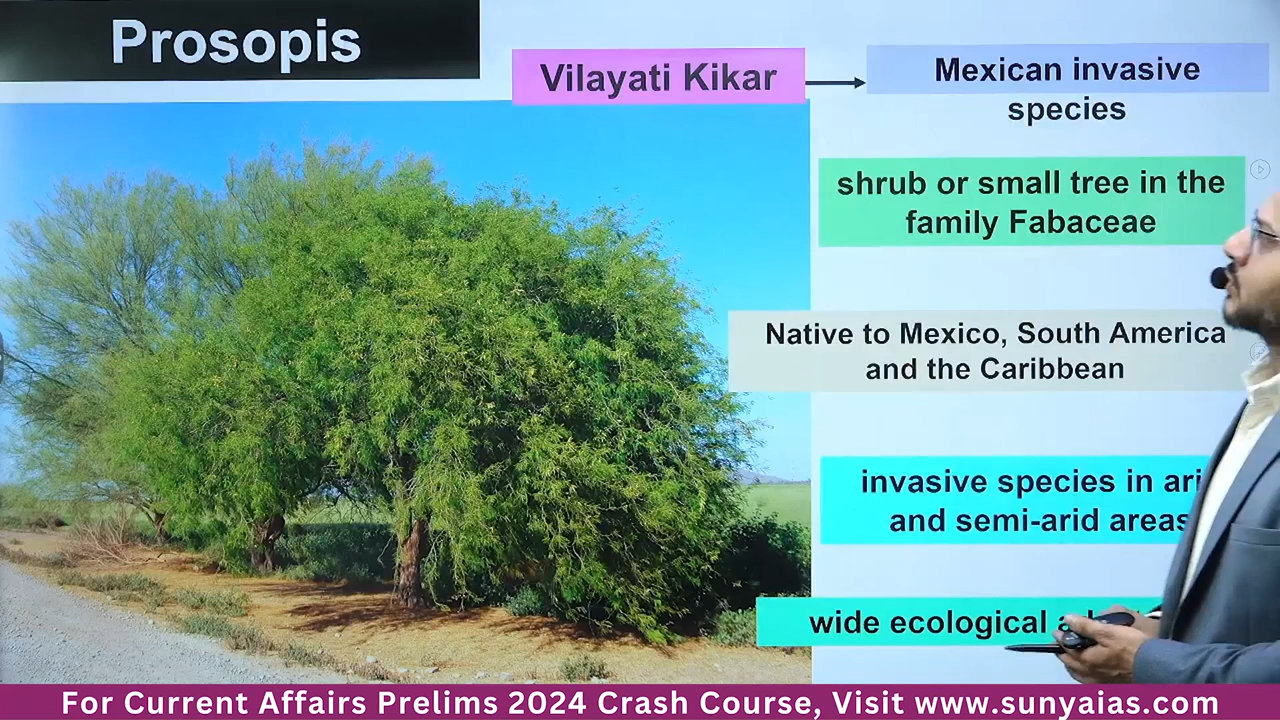 Prosopis
Vilayati Kikar
Mexican invasive
species
shrub or small tree in the
family Fabaceae
Native to Mexico, South America
and the Caribbean
invasive species in
and semi-arid areas
wide ecological
For Current Affairs Prelims 2024 Crash Course, Visit www.sunyaias.com